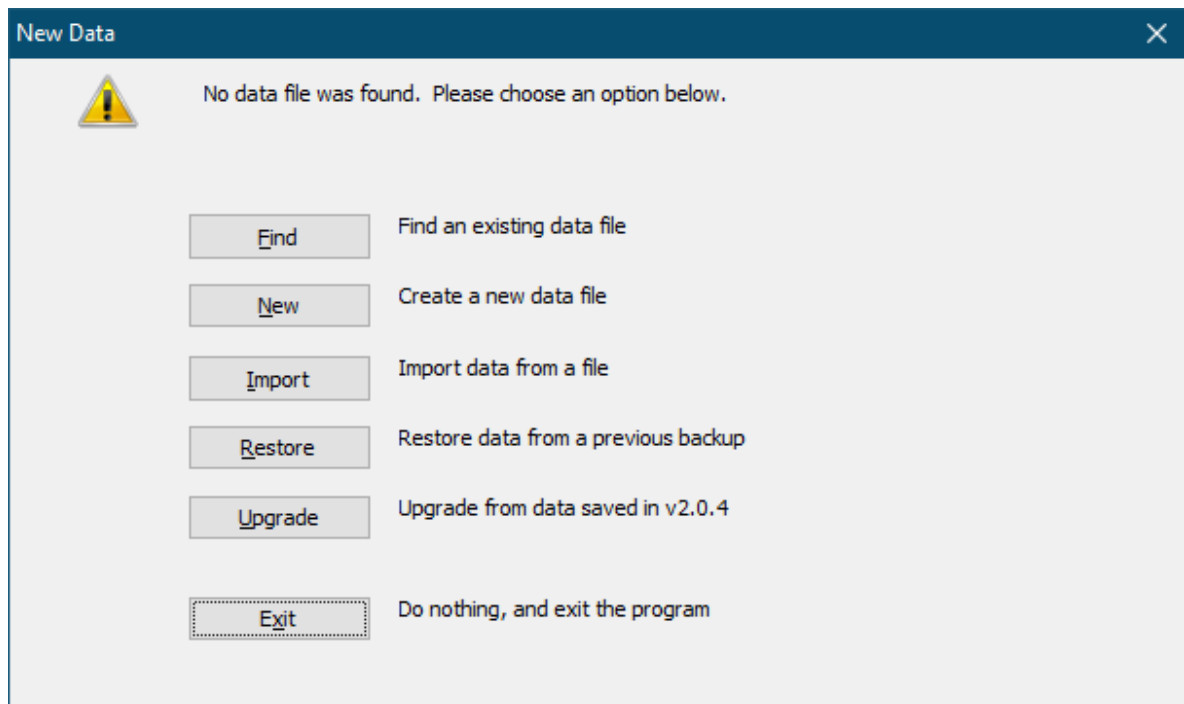 New Data
No data file was found.  Please choose an option below.
Find Find an existing data file
New Create a new data file
Import Import data from a file
Restore Restore data from a previous backup
Upgrade Upgrade from data saved in v2.0.4
Exit Do nothing, and exit the program